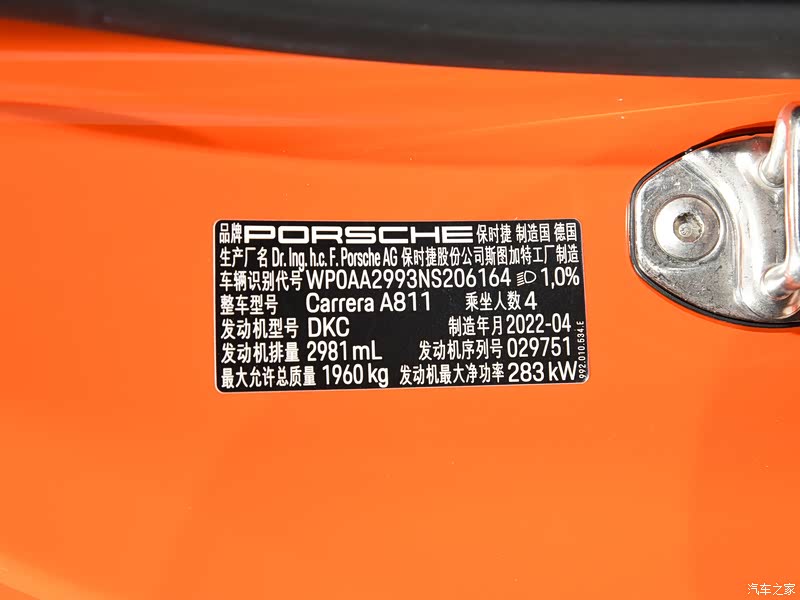 品牌 PORSCHE 保时捷 制造国 德国
生产厂名 Dr. Ing. h.c. F. Porsche AG 保时捷股份公司斯图加特工厂制造
车辆识别代号 WP0AA2993NS206164 1,0%
整车型号 Carrera A811 乘坐人数 4
发动机型号 DKC 制造年月 2022-04
发动机排量 2981 mL 发动机序列号 029751
最大允许总质量 1960 kg 发动机最大净功率 283 kW
992.010.534.E
汽车之家